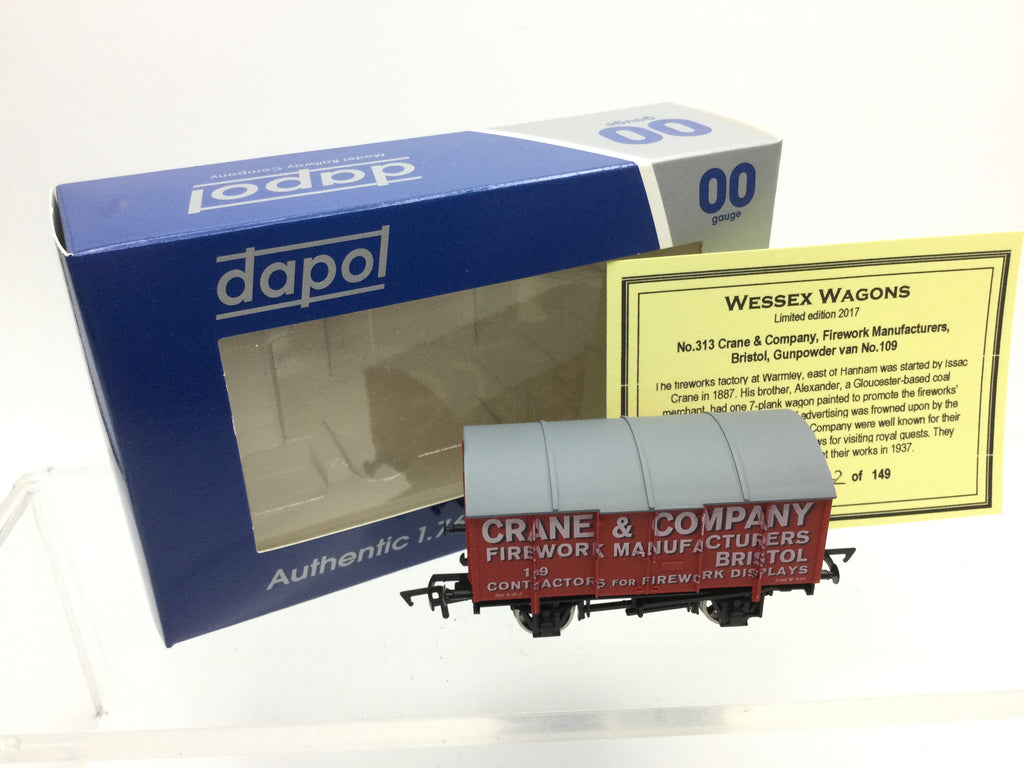 00
gauge
dapol
Model Railway Company
00
gauge
dapol
Authentic 1.7
WESSEX WAGONS
Limited edition 2017
No.313 Crane & Company, Firework Manufacturers,
Bristol, Gunpowder van No.109
The fireworks factory at Warmley, east of Hanham was started by Issac
Crane in 1887. His brother, Alexander, a Gloucester-based coal
merchant, had one 7-plank wagon painted to promote the fireworks'
advertising was frowned upon by the
Company were well known for their
for visiting royal guests. They
their works in 1937.
2 of 149
CRANE & COMPANY
FIREWORK MANUFACTURERS
BRISTOL
109
CONTRACTORS FOR FIREWORK DISPLAYS